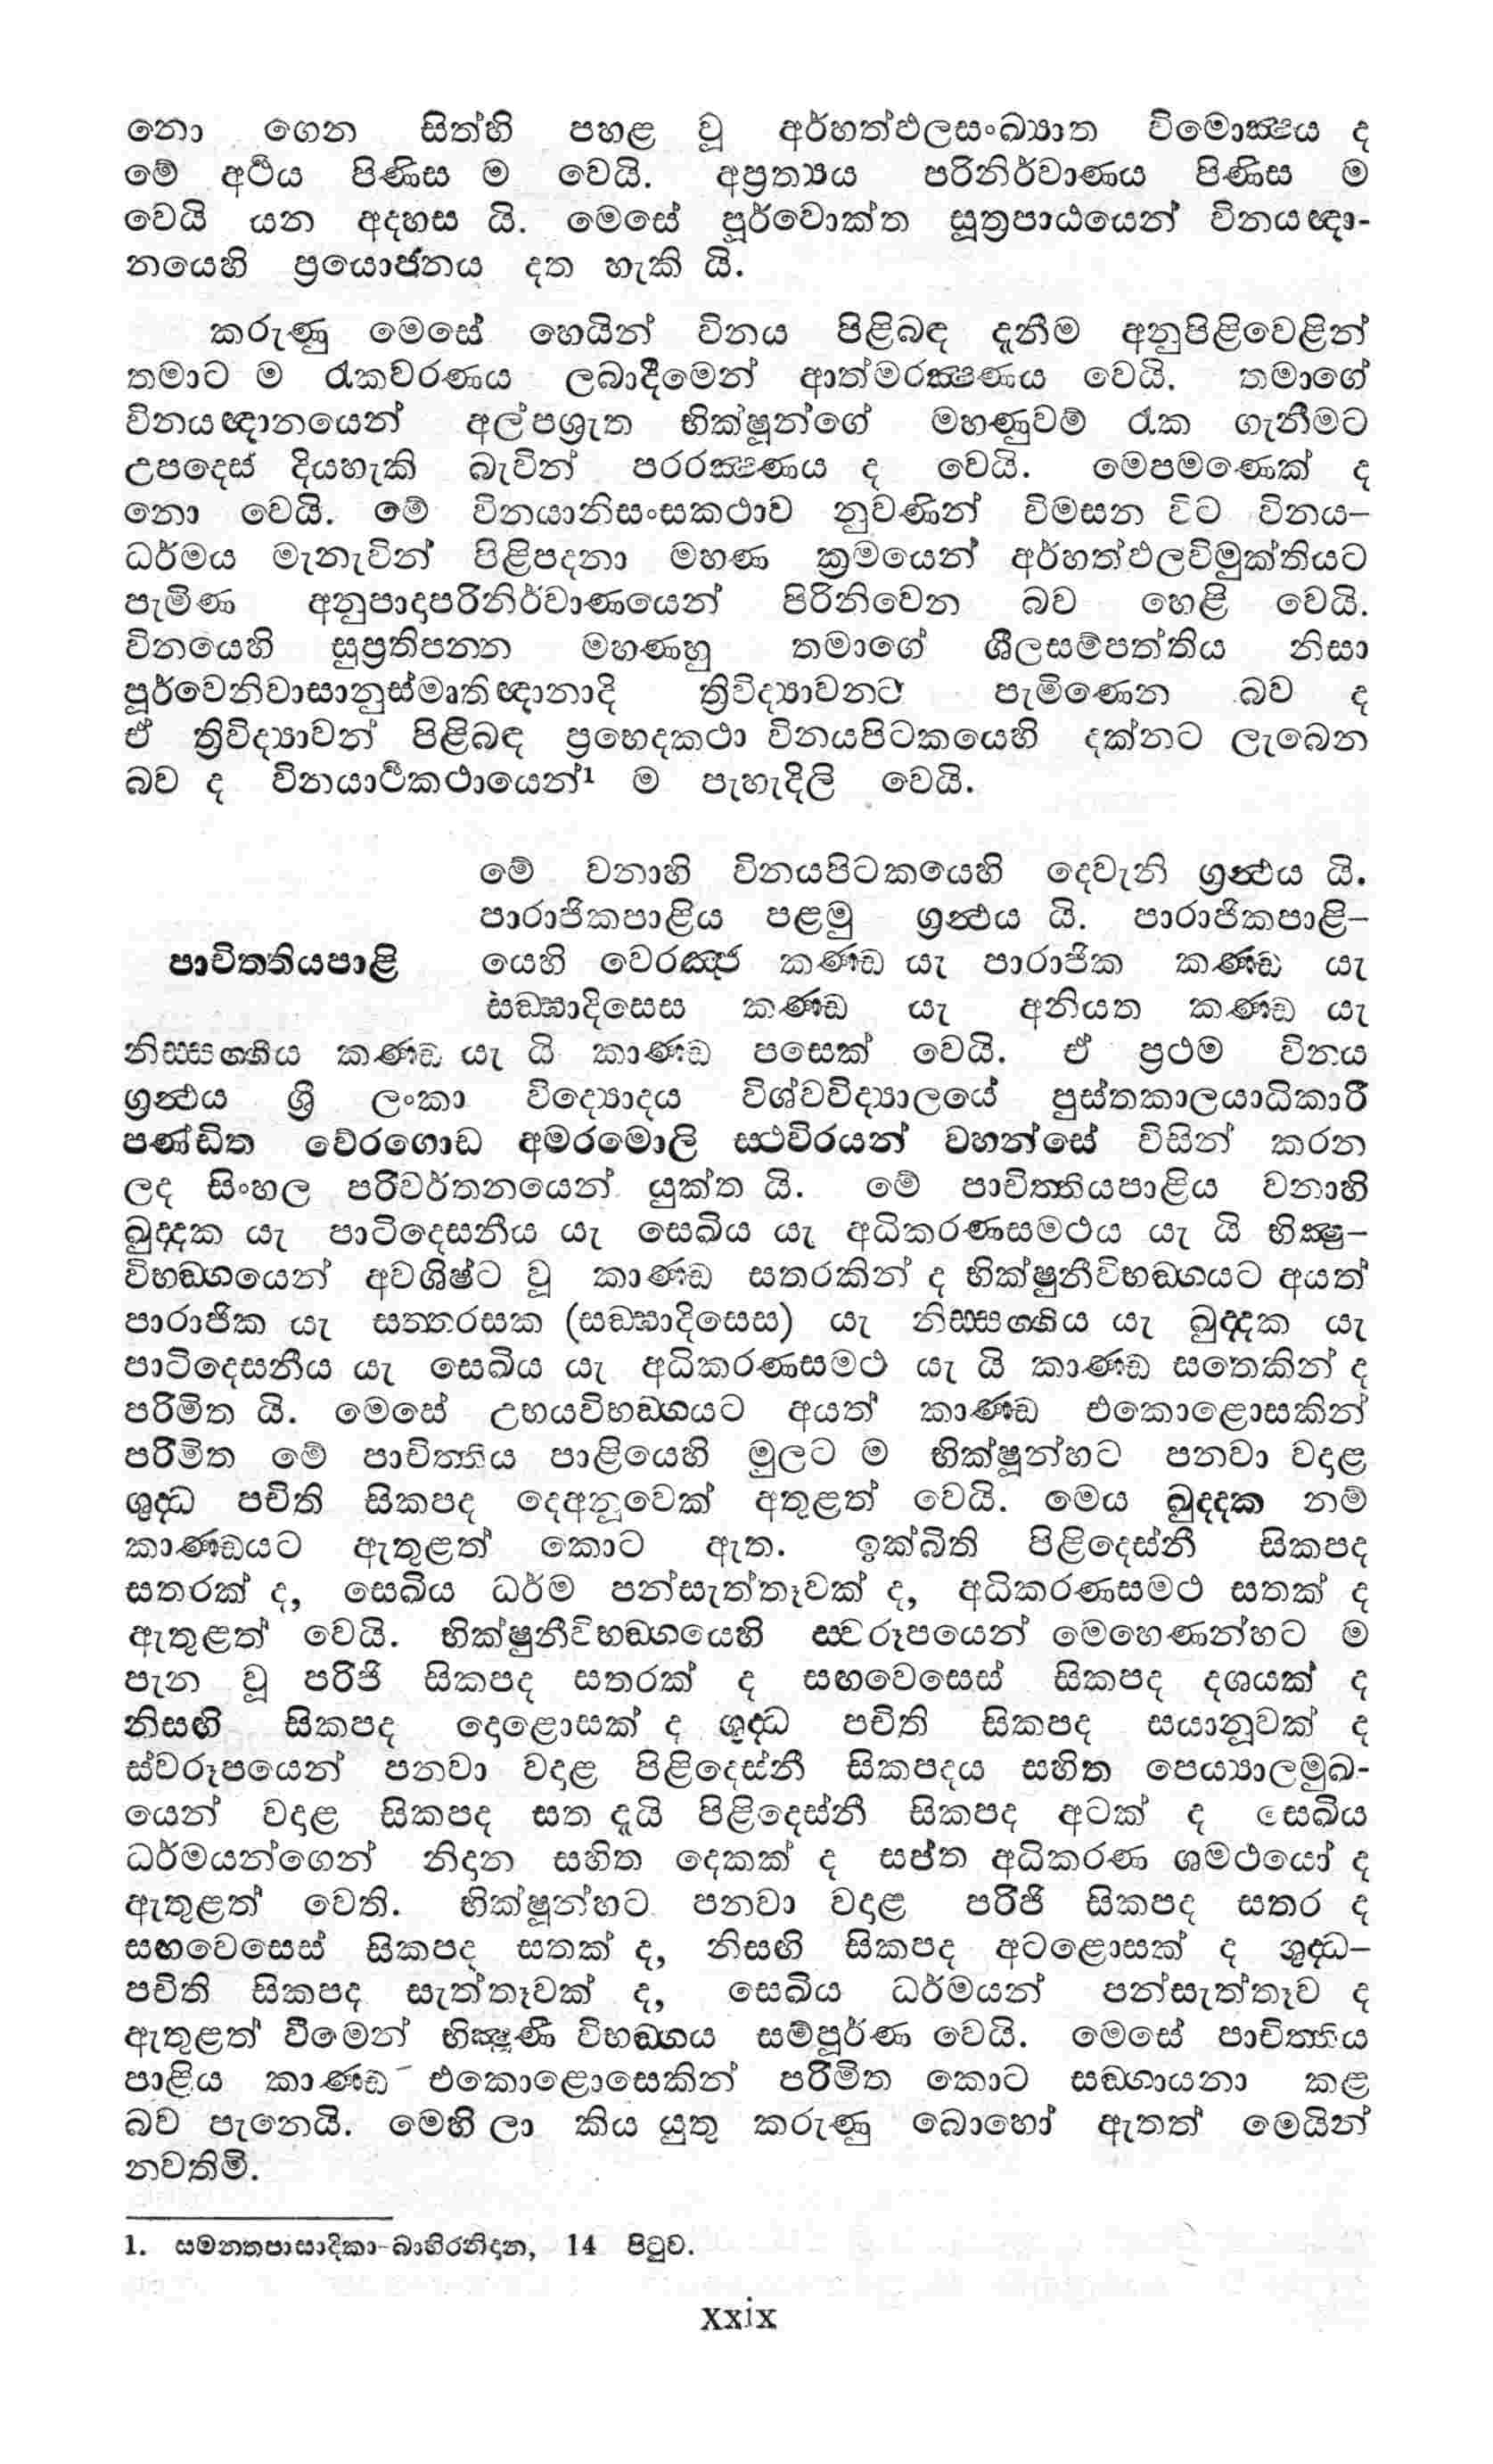 නො ගෙන සිත්හි පහළ වූ අර්හත්ඵලසංඛ්‍යාත විමොක්‍ෂය ද
මේ අර්‍ථය පිණිස ම වෙයි. අප්‍රත්‍යය පරිනිර්වාණය පිණිස ම
වෙයි යන අදහස යි. මෙසේ පූර්වොක්ත සූත්‍රපාඨයෙන් විනයඥා-
නයෙහි ප්‍රයොජනය දත හැකි යි.
කරුණු මෙසේ හෙයින් විනය පිළිබඳ දැනීම අනුපිළිවෙළින්
තමාට ම රැකවරණය ලබාදීමෙන් ආත්මරක්‍ෂණය වෙයි. තමාගේ
විනයඥානයෙන් අල්පශ්‍රුත භික්ෂූන්ගේ මහණුවම් රැක ගැනීමට
උපදෙස් දියහැකි බැවින් පරරක්‍ෂණය ද වෙයි. මෙපමණෙක් ද
නො වෙයි. මේ විනයානිසංසකථාව නුවණින් විමසන විට විනය-
ධර්මය මැනැවින් පිළිපදනා මහණ ක්‍රමයෙන් අර්හත්ඵලවිමුක්තියට
පැමිණ අනුපාදාපරිනිර්වාණයෙන් පිරිනිවෙන බව හෙළි වෙයි.
විනයෙහි සුප්‍රතිපන්‍න මහණහු තමාගේ ශීලසම්පත්තිය නිසා
පූර්වෙනිවාසානුස්මෘතිඥානාදි ත්‍රිවිද්‍යාවනට පැමිණෙන බව ද
ඒ ත්‍රිවිද්‍යාවන් පිළිබඳ ප්‍රභෙදකථා විනයපිටකයෙහි දක්නට ලැබෙන
බව ද විනයාර්‍ථකථායෙන්¹ ම පැහැදිලි වෙයි.
මේ වනාහි විනයපිටකයෙහි දෙවැනි ග්‍රන්‍ථය යි.
පාරාජිකපාළිය පළමු ග්‍රන්‍ථය යි. පාරාජිකපාළි-
පාචිත‍්තියපාළි යෙහි වෙරඤ්ජ කණ්ඩ යැ පාරාජික කණ්ඩ යැ
සඞ්ඝාදිසෙස කණ්ඩ යැ අනියත කණ්ඩ යැ
නිස්සග්ගිය කණ්ඩ යැ යි කාණ්ඩ පසෙක් වෙයි. ඒ ප්‍රථම විනය
ග්‍රන්‍ථය ශ්‍රී ලංකා විද්‍යොදය විශ්වවිද්‍යාලයේ පුස්තකාලයාධිකාරී
පණ්ඩිත වේරගොඩ අමරමොලි ස්‍ථවිරයන් වහන්සේ විසින් කරන
ලද සිංහල පරිවර්තනයෙන් යුක්ත යි. මේ පාචිත්තියපාළිය වනාහි
ඛුද්දක යැ පාටිදෙසනීය යැ සෙඛිය යැ අධිකරණසමථය යැ යි භික්‍ෂු-
විභඞ්ගයෙන් අවශිෂ්ට වූ කාණ්ඩ සතරකින් ද භික්ෂුනීවිභඞ්ගයට අයත්
පාරාජික යැ සත්තරසක (සඞ්ඝාදිසෙස) යැ නිස්සග්ගිය යැ ඛුද්දක යැ
පාටිදෙසනීය යැ සෙඛිය යැ අධිකරණසමථ යැ යි කාණ්ඩ සතෙකින් ද
පරිමිත යි. මෙසේ උභයවිභඞ්ගයට අයත් කාණ්ඩ එකොළොසකින්
පරිමිත මේ පාචිත්තිය පාළියෙහි මුලට ම භික්ෂූන්හට පනවා වදාළ
ශුද්ධ පචිති සිකපද දෙඅනූවෙක් අතුළත් වෙයි. මෙය ඛුද්දක නම්
කාණ්ඩයට ඇතුළත් කොට ඇත. ඉක්බිති පිළිදෙස්නී සිකපද
සතරක් ද, සෙඛිය ධර්ම පන්සැත්තෑවක් ද, අධිකරණසමථ සතක් ද
ඇතුළත් වෙයි. භික්ෂුනීවිභඞ්ගයෙහි ස්‍වරූපයෙන් මෙහෙණන්හට ම
පැන වූ පරිජි සිකපද සතරක් ද සඟවෙසෙස් සිකපද දශයක් ද
නිසඟි සිකපද දොළොසක් ද ශුද්ධ පචිති සිකපද සයානූවක් ද
ස්වරූපයෙන් පනවා වදාළ පිළිදෙස්නී සිකපදය සහිත පෙය්‍යාලමුඛ-
යෙන් වදාළ සිකපද සත දැයි පිළිදෙස්නී සිකපද අටක් ද සෙඛිය
ධර්මයන්ගෙන් නිදාන සහිත දෙකක් ද සප්ත අධිකරණ ශමථයෝ ද
ඇතුළත් වෙති. භික්ෂූන්හට පනවා වදාළ පරිජි සිකපද සතර ද
සඟවෙසෙස් සිකපද සතක් ද, නිසඟි සිකපද අටළොසක් ද ශුද්ධ-
පචිති සිකපද සැත්තෑවක් ද, සෙඛිය ධර්මයන් පන්සැත්තෑව ද
ඇතුළත් වීමෙන් භික්‍ෂුණී විභඞ්ගය සම්පූර්ණ වෙයි. මෙසේ පාචිත්තිය
පාළිය කාණ්ඩ එකොළොසෙකින් පරිමිත කොට සඞ්ගායනා කළ
බව පැනෙයි. මෙහි ලා කිය යුතු කරුණු බොහෝ ඇතත් මෙයින්
නවතිමි.
1. සමන්තපාසාදිකා-බාහිරනිදාන, 14 පිටුව.
xxix